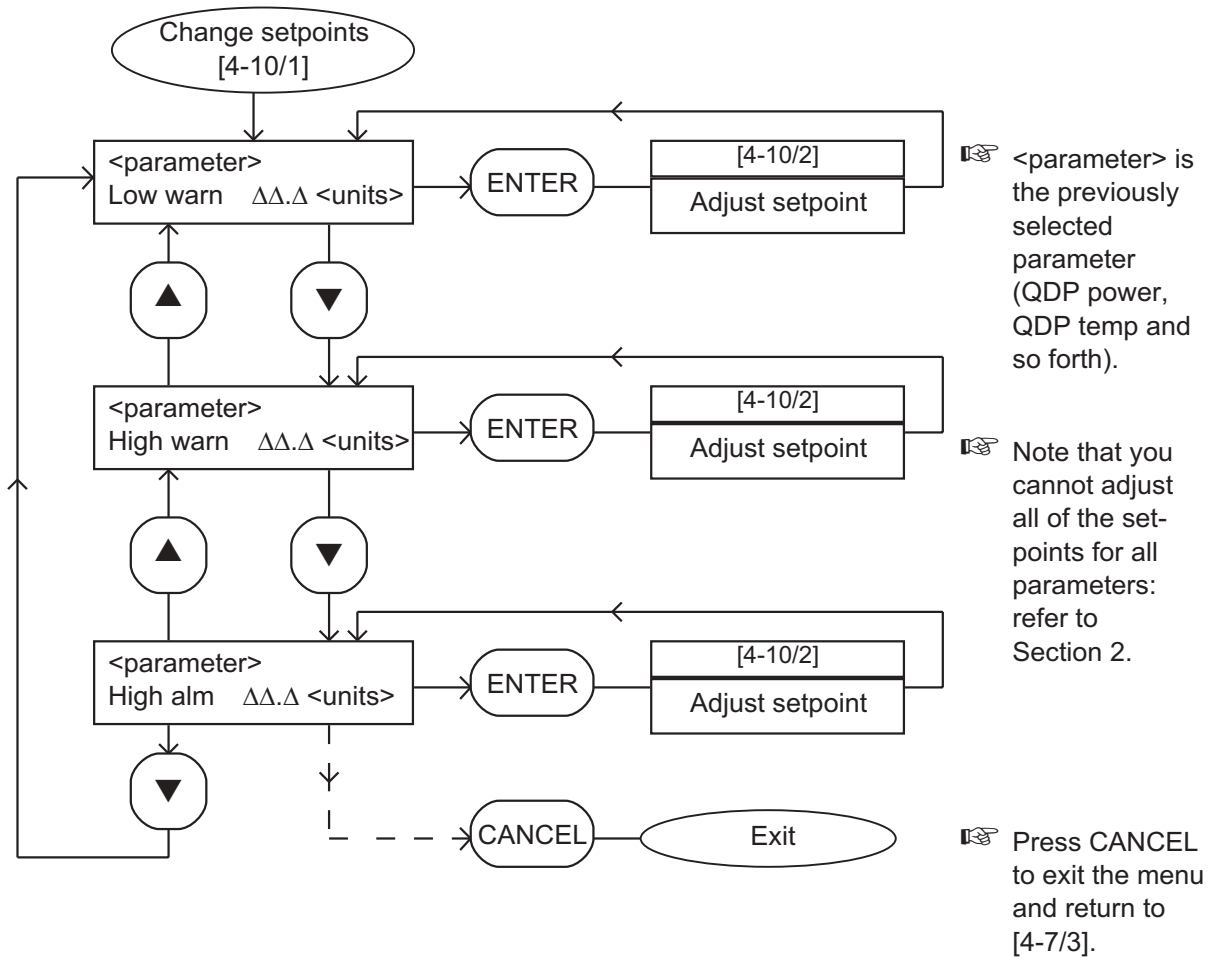 Change setpoints
[4-10/1]
<parameter>
Low warn ΔΔ.Δ <units>
ENTER
[4-10/2]
Adjust setpoint
<parameter> is
the previously
selected
parameter
(QDP power,
QDP temp and
so forth).
<parameter>
High warn ΔΔ.Δ <units>
ENTER
[4-10/2]
Adjust setpoint
Note that you
cannot adjust
all of the set-
points for all
parameters:
refer to
Section 2.
<parameter>
High alm ΔΔ.Δ <units>
ENTER
[4-10/2]
Adjust setpoint
CANCEL
Exit
Press CANCEL
to exit the menu
and return to
[4-7/3].